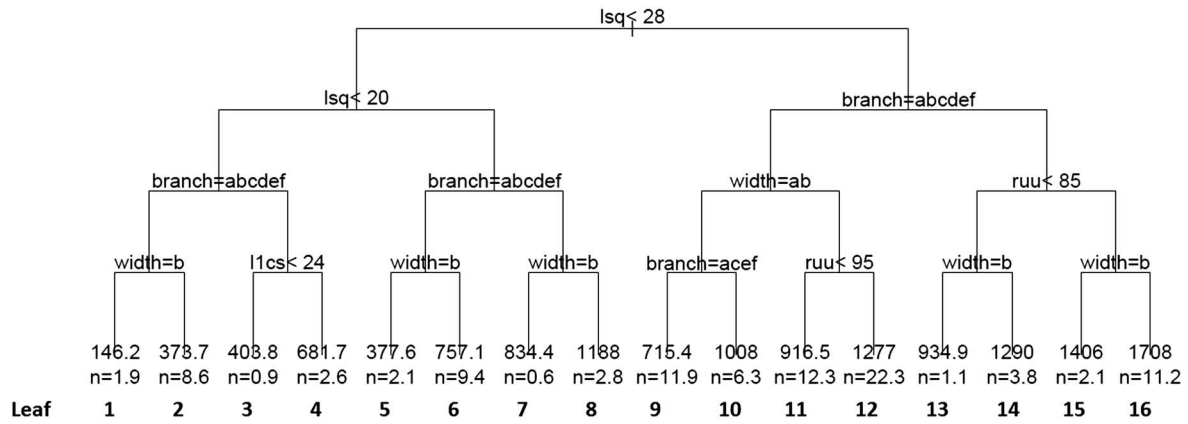 lsq< 28
lsq< 20 branch=abcdef
branch=abcdef branch=abcdef width=ab ruu< 85
width=b l1cs< 24 width=b width=b branch=acef ruu< 95 width=b width=b
146.2 373.7 403.8 681.7 377.6 757.1 834.4 1188 715.4 1008 916.5 1277 934.9 1290 1406 1708
n=1.9 n=8.6 n=0.9 n=2.6 n=2.1 n=9.4 n=0.6 n=2.8 n=11.9 n=6.3 n=12.3 n=22.3 n=1.1 n=3.8 n=2.1 n=11.2
Leaf 1 2 3 4 5 6 7 8 9 10 11 12 13 14 15 16